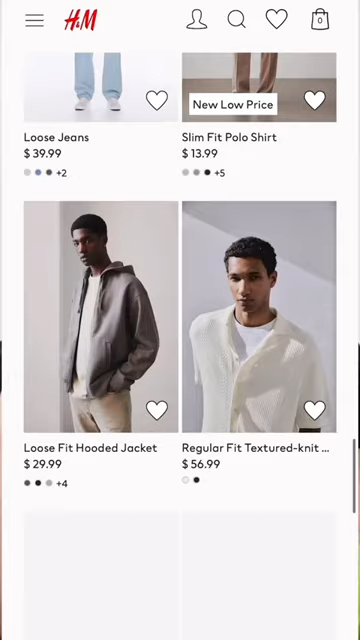 H&M
0
New Low Price
Loose Jeans
Slim Fit Polo Shirt
$ 39.99
$ 13.99
+2
+5
Loose Fit Hooded Jacket
Regular Fit Textured-knit ...
$ 29.99
$ 56.99
+4